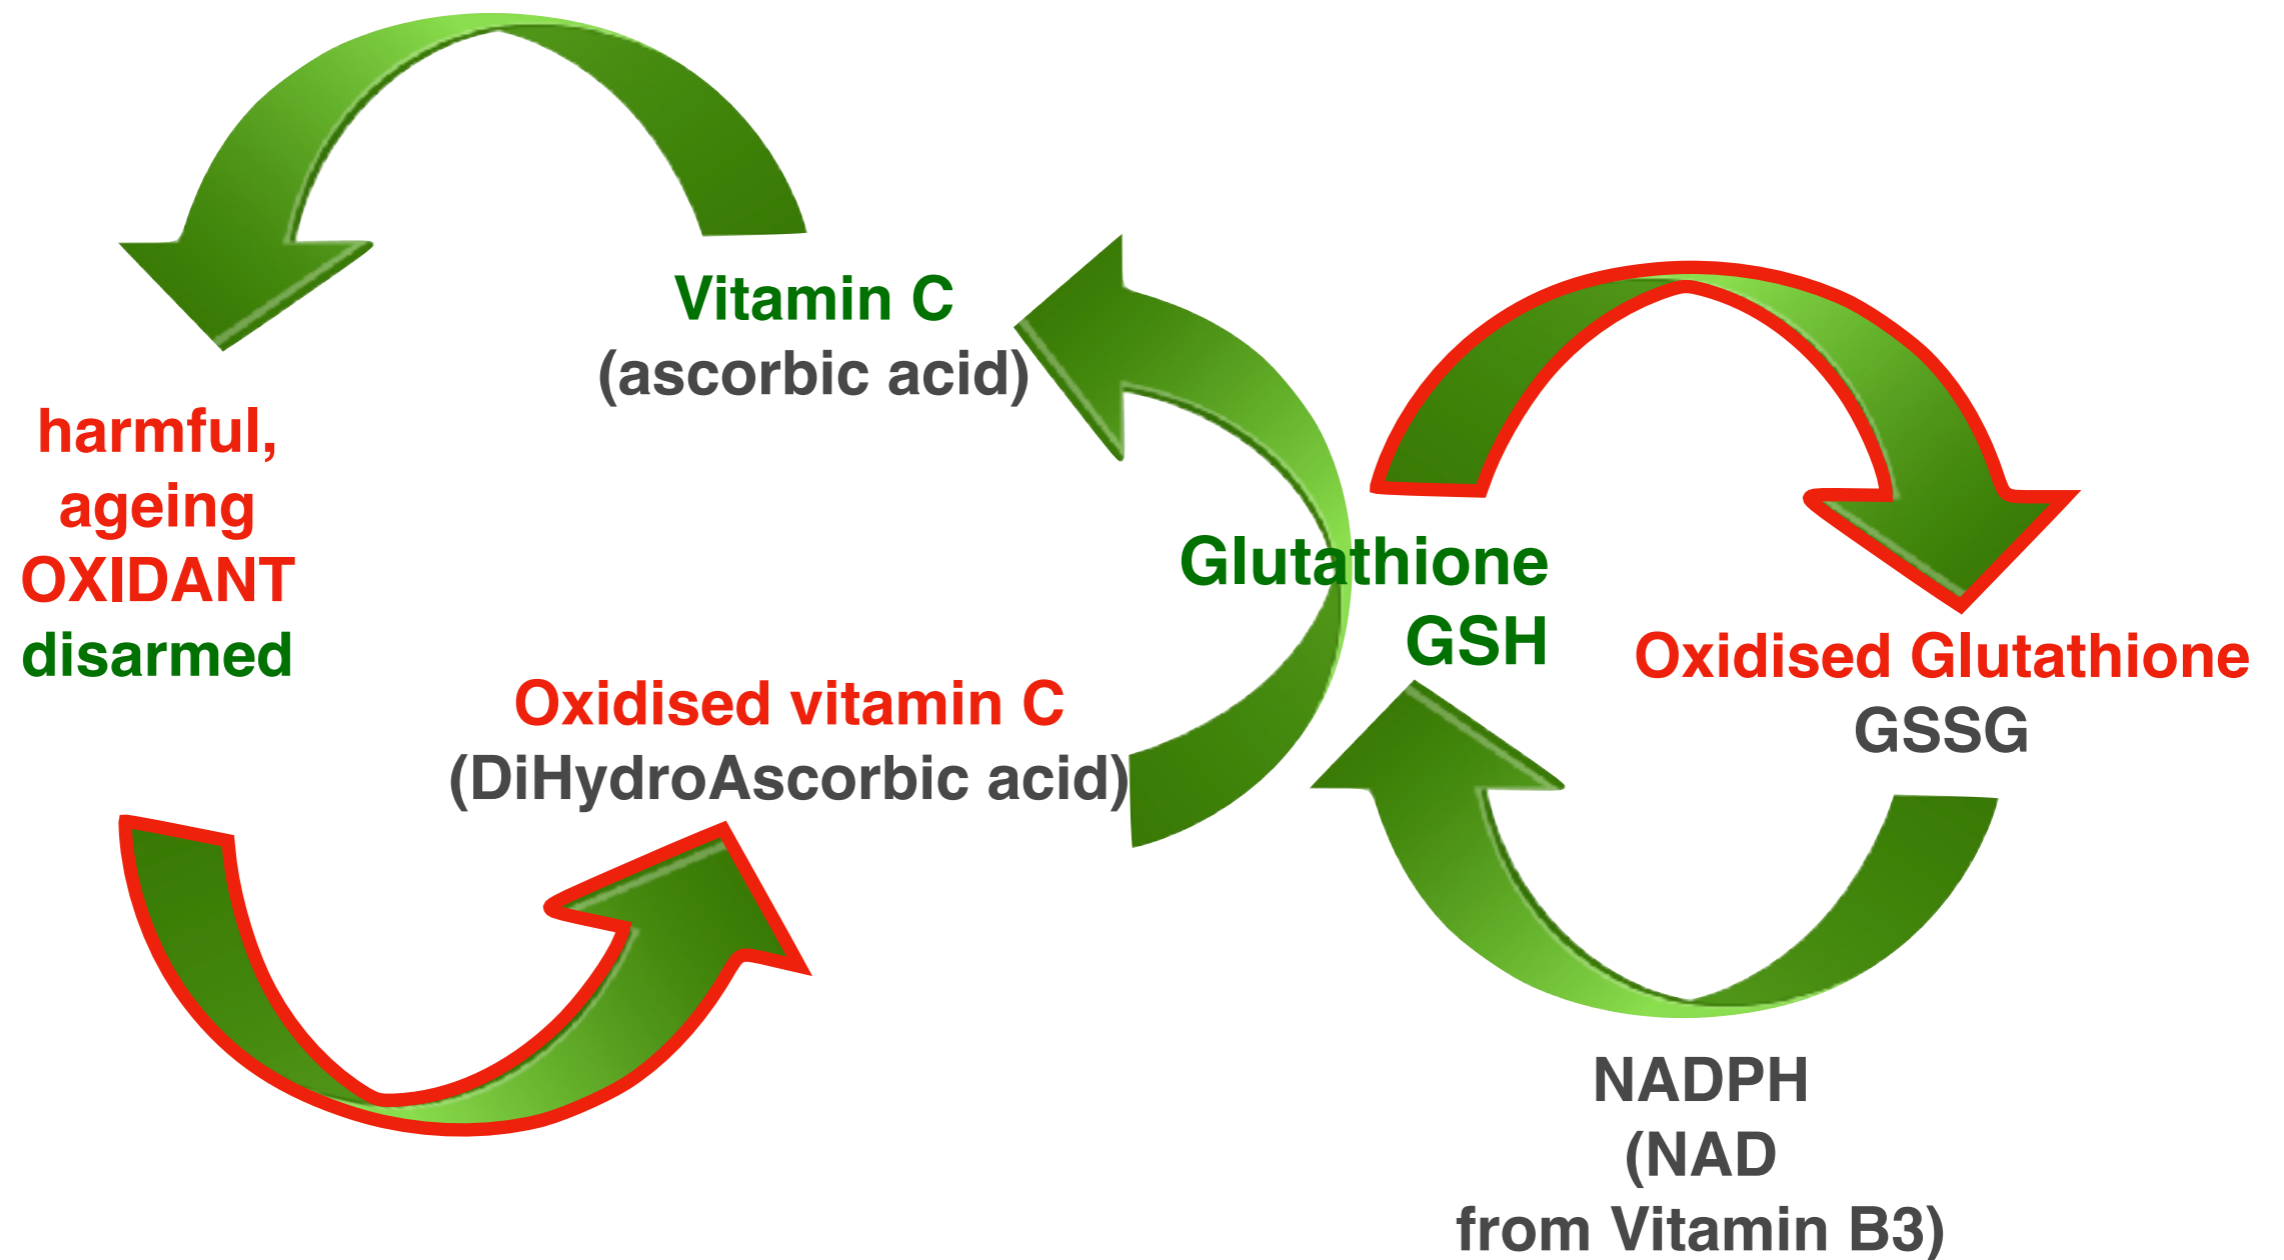 Vitamin C
(ascorbic acid)
harmful,
ageing
OXIDANT
disarmed
Oxidised vitamin C
(DiHydroAscorbic acid)
Glutathione
GSH
Oxidised Glutathione
GSSG
NADPH
(NAD
from Vitamin B3)